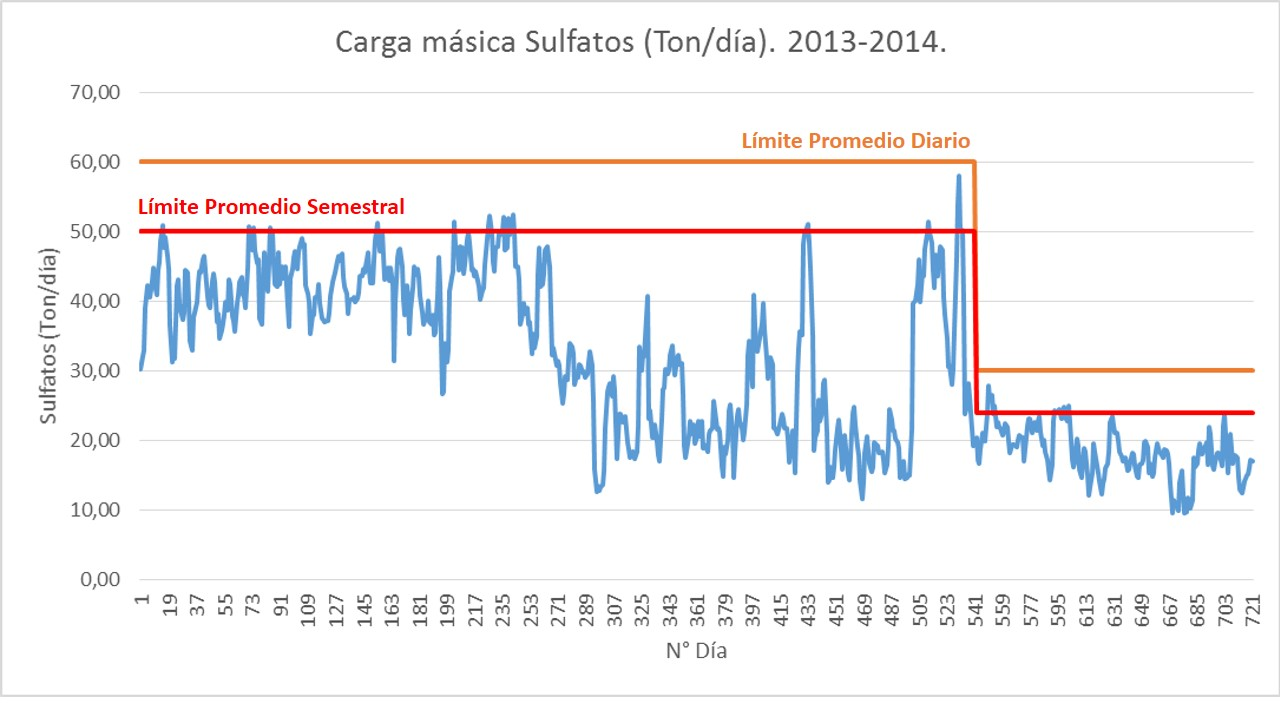 Carga másica Sulfatos (Ton/día). 2013-2014.
70,00
60,00
50,00
40,00
30,00
20,00
10,00
0,00
Límite Promedio Diario
Límite Promedio Semestral
Sulfatos (Ton/día)
1 19 37 55 73 91 109 127 145 163 181 199 217 235 253 271 289 307 325 343 361 379 397 415 433 451 469 487 505 523 541 559 577 595 613 631 649 667 685 703 721
N° Día